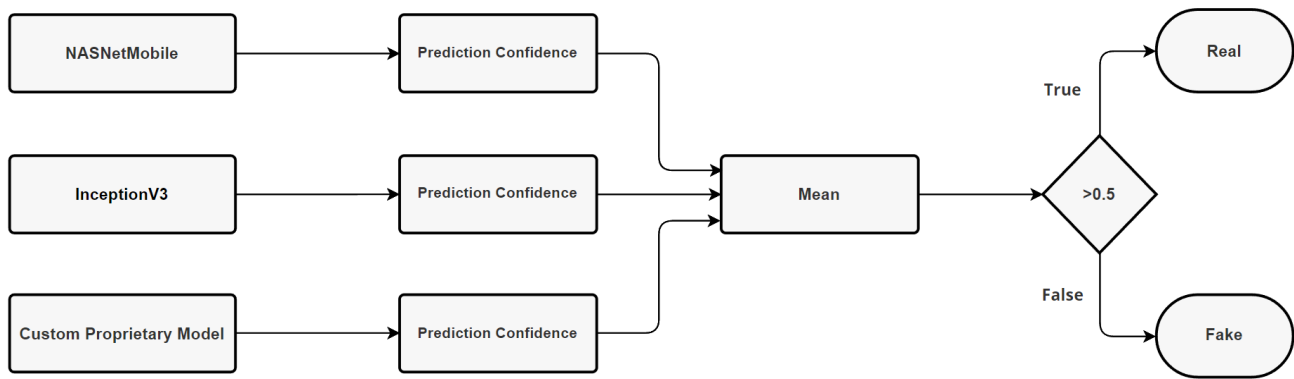 NASNetMobile
Prediction Confidence
Real
True
InceptionV3
Prediction Confidence
Mean
>0.5
False
Custom Proprietary Model
Prediction Confidence
Fake